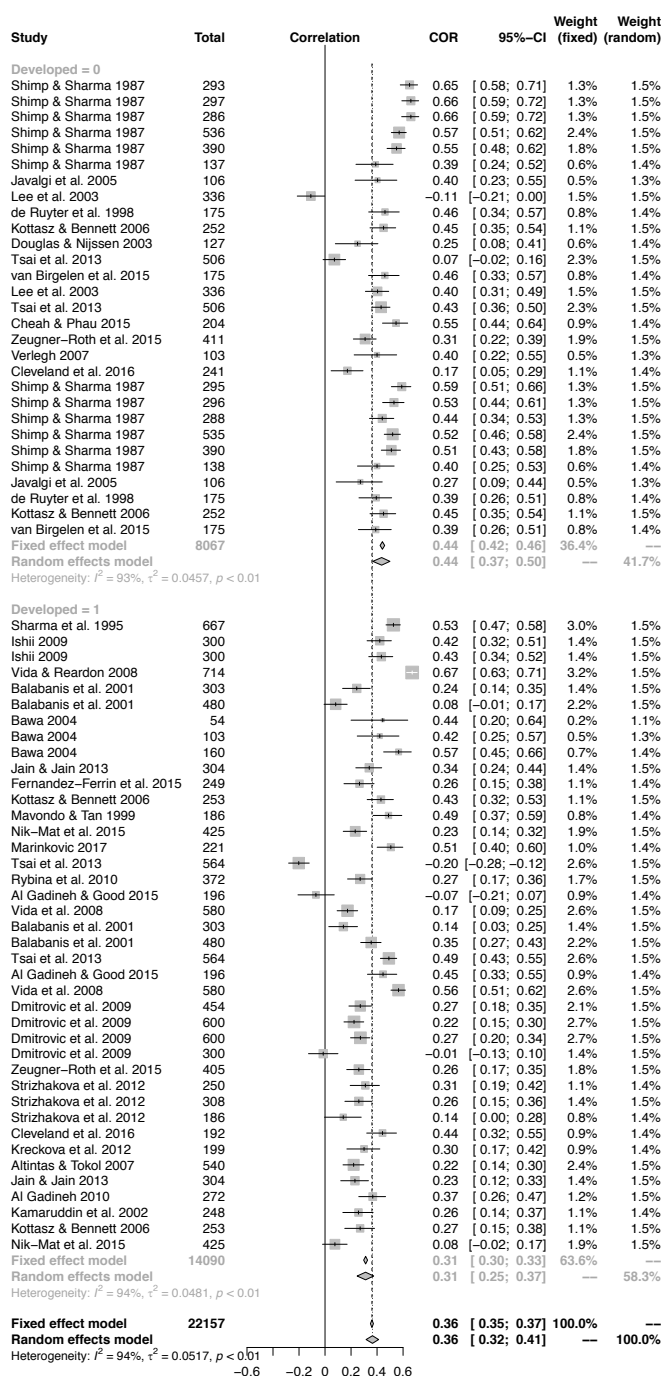 Weight Weight
Study Total Correlation COR 95%−CI (fixed) (random)
Developed = 0
Shimp & Sharma 1987 293 0.65 [ 0.58; 0.71] 1.3% 1.5%
Shimp & Sharma 1987 297 0.66 [ 0.59; 0.72] 1.3% 1.5%
Shimp & Sharma 1987 286 0.66 [ 0.59; 0.72] 1.3% 1.5%
Shimp & Sharma 1987 536 0.57 [ 0.51; 0.62] 2.4% 1.5%
Shimp & Sharma 1987 390 0.55 [ 0.48; 0.62] 1.8% 1.5%
Shimp & Sharma 1987 137 0.39 [ 0.24; 0.52] 0.6% 1.4%
Javalgi et al. 2005 106 0.40 [ 0.23; 0.55] 0.5% 1.3%
Lee et al. 2003 336 −0.11 [−0.21; 0.00] 1.5% 1.5%
de Ruyter et al. 1998 175 0.46 [ 0.34; 0.57] 0.8% 1.4%
Kottasz & Bennett 2006 252 0.45 [ 0.35; 0.54] 1.1% 1.4%
Douglas & Nijssen 2003 127 0.25 [ 0.08; 0.41] 0.6% 1.4%
Tsai et al. 2013 506 0.07 [−0.02; 0.16] 2.3% 1.5%
van Birgelen et al. 2015 175 0.46 [ 0.33; 0.57] 0.8% 1.4%
Lee et al. 2003 336 0.40 [ 0.31; 0.49] 1.5% 1.5%
Tsai et al. 2013 506 0.43 [ 0.36; 0.50] 2.3% 1.5%
Cheah & Phau 2015 204 0.55 [ 0.44; 0.64] 0.9% 1.4%
Zeugner−Roth et al. 2015 411 0.31 [ 0.22; 0.39] 1.9% 1.5%
Verlegh 2007 103 0.40 [ 0.22; 0.55] 0.5% 1.3%
Cleveland et al. 2016 241 0.17 [ 0.05; 0.29] 1.1% 1.4%
Shimp & Sharma 1987 295 0.59 [ 0.51; 0.66] 1.3% 1.5%
Shimp & Sharma 1987 296 0.53 [ 0.44; 0.61] 1.3% 1.5%
Shimp & Sharma 1987 288 0.44 [ 0.34; 0.53] 1.3% 1.5%
Shimp & Sharma 1987 535 0.52 [ 0.46; 0.58] 2.4% 1.5%
Shimp & Sharma 1987 390 0.51 [ 0.43; 0.58] 1.8% 1.5%
Shimp & Sharma 1987 138 0.40 [ 0.25; 0.53] 0.6% 1.4%
Javalgi et al. 2005 106 0.27 [ 0.09; 0.44] 0.5% 1.3%
de Ruyter et al. 1998 175 0.39 [ 0.26; 0.51] 0.8% 1.4%
Kottasz & Bennett 2006 252 0.45 [ 0.35; 0.54] 1.1% 1.4%
van Birgelen et al. 2015 175 0.39 [ 0.26; 0.51] 0.8% 1.4%
Fixed effect model 8067 0.44 [ 0.42; 0.46] 36.4% −−
Random effects model 0.44 [ 0.37; 0.50] −− 41.7%
Heterogeneity: I² = 93%, τ² = 0.0457, p < 0.01
Developed = 1
Sharma et al. 1995 667 0.53 [ 0.47; 0.58] 3.0% 1.5%
Ishii 2009 300 0.42 [ 0.32; 0.51] 1.4% 1.5%
Ishii 2009 300 0.43 [ 0.34; 0.52] 1.4% 1.5%
Vida & Reardon 2008 714 0.67 [ 0.63; 0.71] 3.2% 1.5%
Balabanis et al. 2001 303 0.24 [ 0.14; 0.35] 1.4% 1.5%
Balabanis et al. 2001 480 0.08 [−0.01; 0.17] 2.2% 1.5%
Bawa 2004 54 0.44 [ 0.20; 0.64] 0.2% 1.1%
Bawa 2004 103 0.42 [ 0.25; 0.57] 0.5% 1.3%
Bawa 2004 160 0.57 [ 0.45; 0.66] 0.7% 1.4%
Jain & Jain 2013 304 0.34 [ 0.24; 0.44] 1.4% 1.5%
Fernandez−Ferrin et al. 2015 249 0.26 [ 0.15; 0.38] 1.1% 1.4%
Kottasz & Bennett 2006 253 0.43 [ 0.32; 0.53] 1.1% 1.5%
Mavondo & Tan 1999 186 0.49 [ 0.37; 0.59] 0.8% 1.4%
Nik−Mat et al. 2015 425 0.23 [ 0.14; 0.32] 1.9% 1.5%
Marinkovic 2017 221 0.51 [ 0.40; 0.60] 1.0% 1.4%
Tsai et al. 2013 564 −0.20 [−0.28; −0.12] 2.6% 1.5%
Rybina et al. 2010 372 0.27 [ 0.17; 0.36] 1.7% 1.5%
Al Gadineh & Good 2015 196 −0.07 [−0.21; 0.07] 0.9% 1.4%
Vida et al. 2008 580 0.17 [ 0.09; 0.25] 2.6% 1.5%
Balabanis et al. 2001 303 0.14 [ 0.03; 0.25] 1.4% 1.5%
Balabanis et al. 2001 480 0.35 [ 0.27; 0.43] 2.2% 1.5%
Tsai et al. 2013 564 0.49 [ 0.43; 0.55] 2.6% 1.5%
Al Gadineh & Good 2015 196 0.45 [ 0.33; 0.55] 0.9% 1.4%
Vida et al. 2008 580 0.56 [ 0.51; 0.62] 2.6% 1.5%
Dmitrovic et al. 2009 454 0.27 [ 0.18; 0.35] 2.1% 1.5%
Dmitrovic et al. 2009 600 0.22 [ 0.15; 0.30] 2.7% 1.5%
Dmitrovic et al. 2009 600 0.27 [ 0.20; 0.34] 2.7% 1.5%
Dmitrovic et al. 2009 300 −0.01 [−0.13; 0.10] 1.4% 1.5%
Zeugner−Roth et al. 2015 405 0.26 [ 0.17; 0.35] 1.8% 1.5%
Strizhakova et al. 2012 250 0.31 [ 0.19; 0.42] 1.1% 1.4%
Strizhakova et al. 2012 308 0.26 [ 0.15; 0.36] 1.4% 1.5%
Strizhakova et al. 2012 186 0.14 [ 0.00; 0.28] 0.8% 1.4%
Cleveland et al. 2016 192 0.44 [ 0.32; 0.55] 0.9% 1.4%
Kreckova et al. 2012 199 0.30 [ 0.17; 0.42] 0.9% 1.4%
Altintas & Tokol 2007 540 0.22 [ 0.14; 0.30] 2.4% 1.5%
Jain & Jain 2013 304 0.23 [ 0.12; 0.33] 1.4% 1.5%
Al Gadineh 2010 272 0.37 [ 0.26; 0.47] 1.2% 1.5%
Kamaruddin et al. 2002 248 0.26 [ 0.14; 0.37] 1.1% 1.4%
Kottasz & Bennett 2006 253 0.27 [ 0.15; 0.38] 1.1% 1.5%
Nik−Mat et al. 2015 425 0.08 [−0.02; 0.17] 1.9% 1.5%
Fixed effect model 14090 0.31 [ 0.30; 0.33] 63.6% −−
Random effects model 0.31 [ 0.25; 0.37] −− 58.3%
Heterogeneity: I² = 94%, τ² = 0.0481, p < 0.01
Fixed effect model 22157 0.36 [ 0.35; 0.37] 100.0% −−
Random effects model 0.36 [ 0.32; 0.41] −− 100.0%
Heterogeneity: I² = 94%, τ² = 0.0517, p < 0.01
−0.6 −0.4 −0.2 0 0.2 0.4 0.6